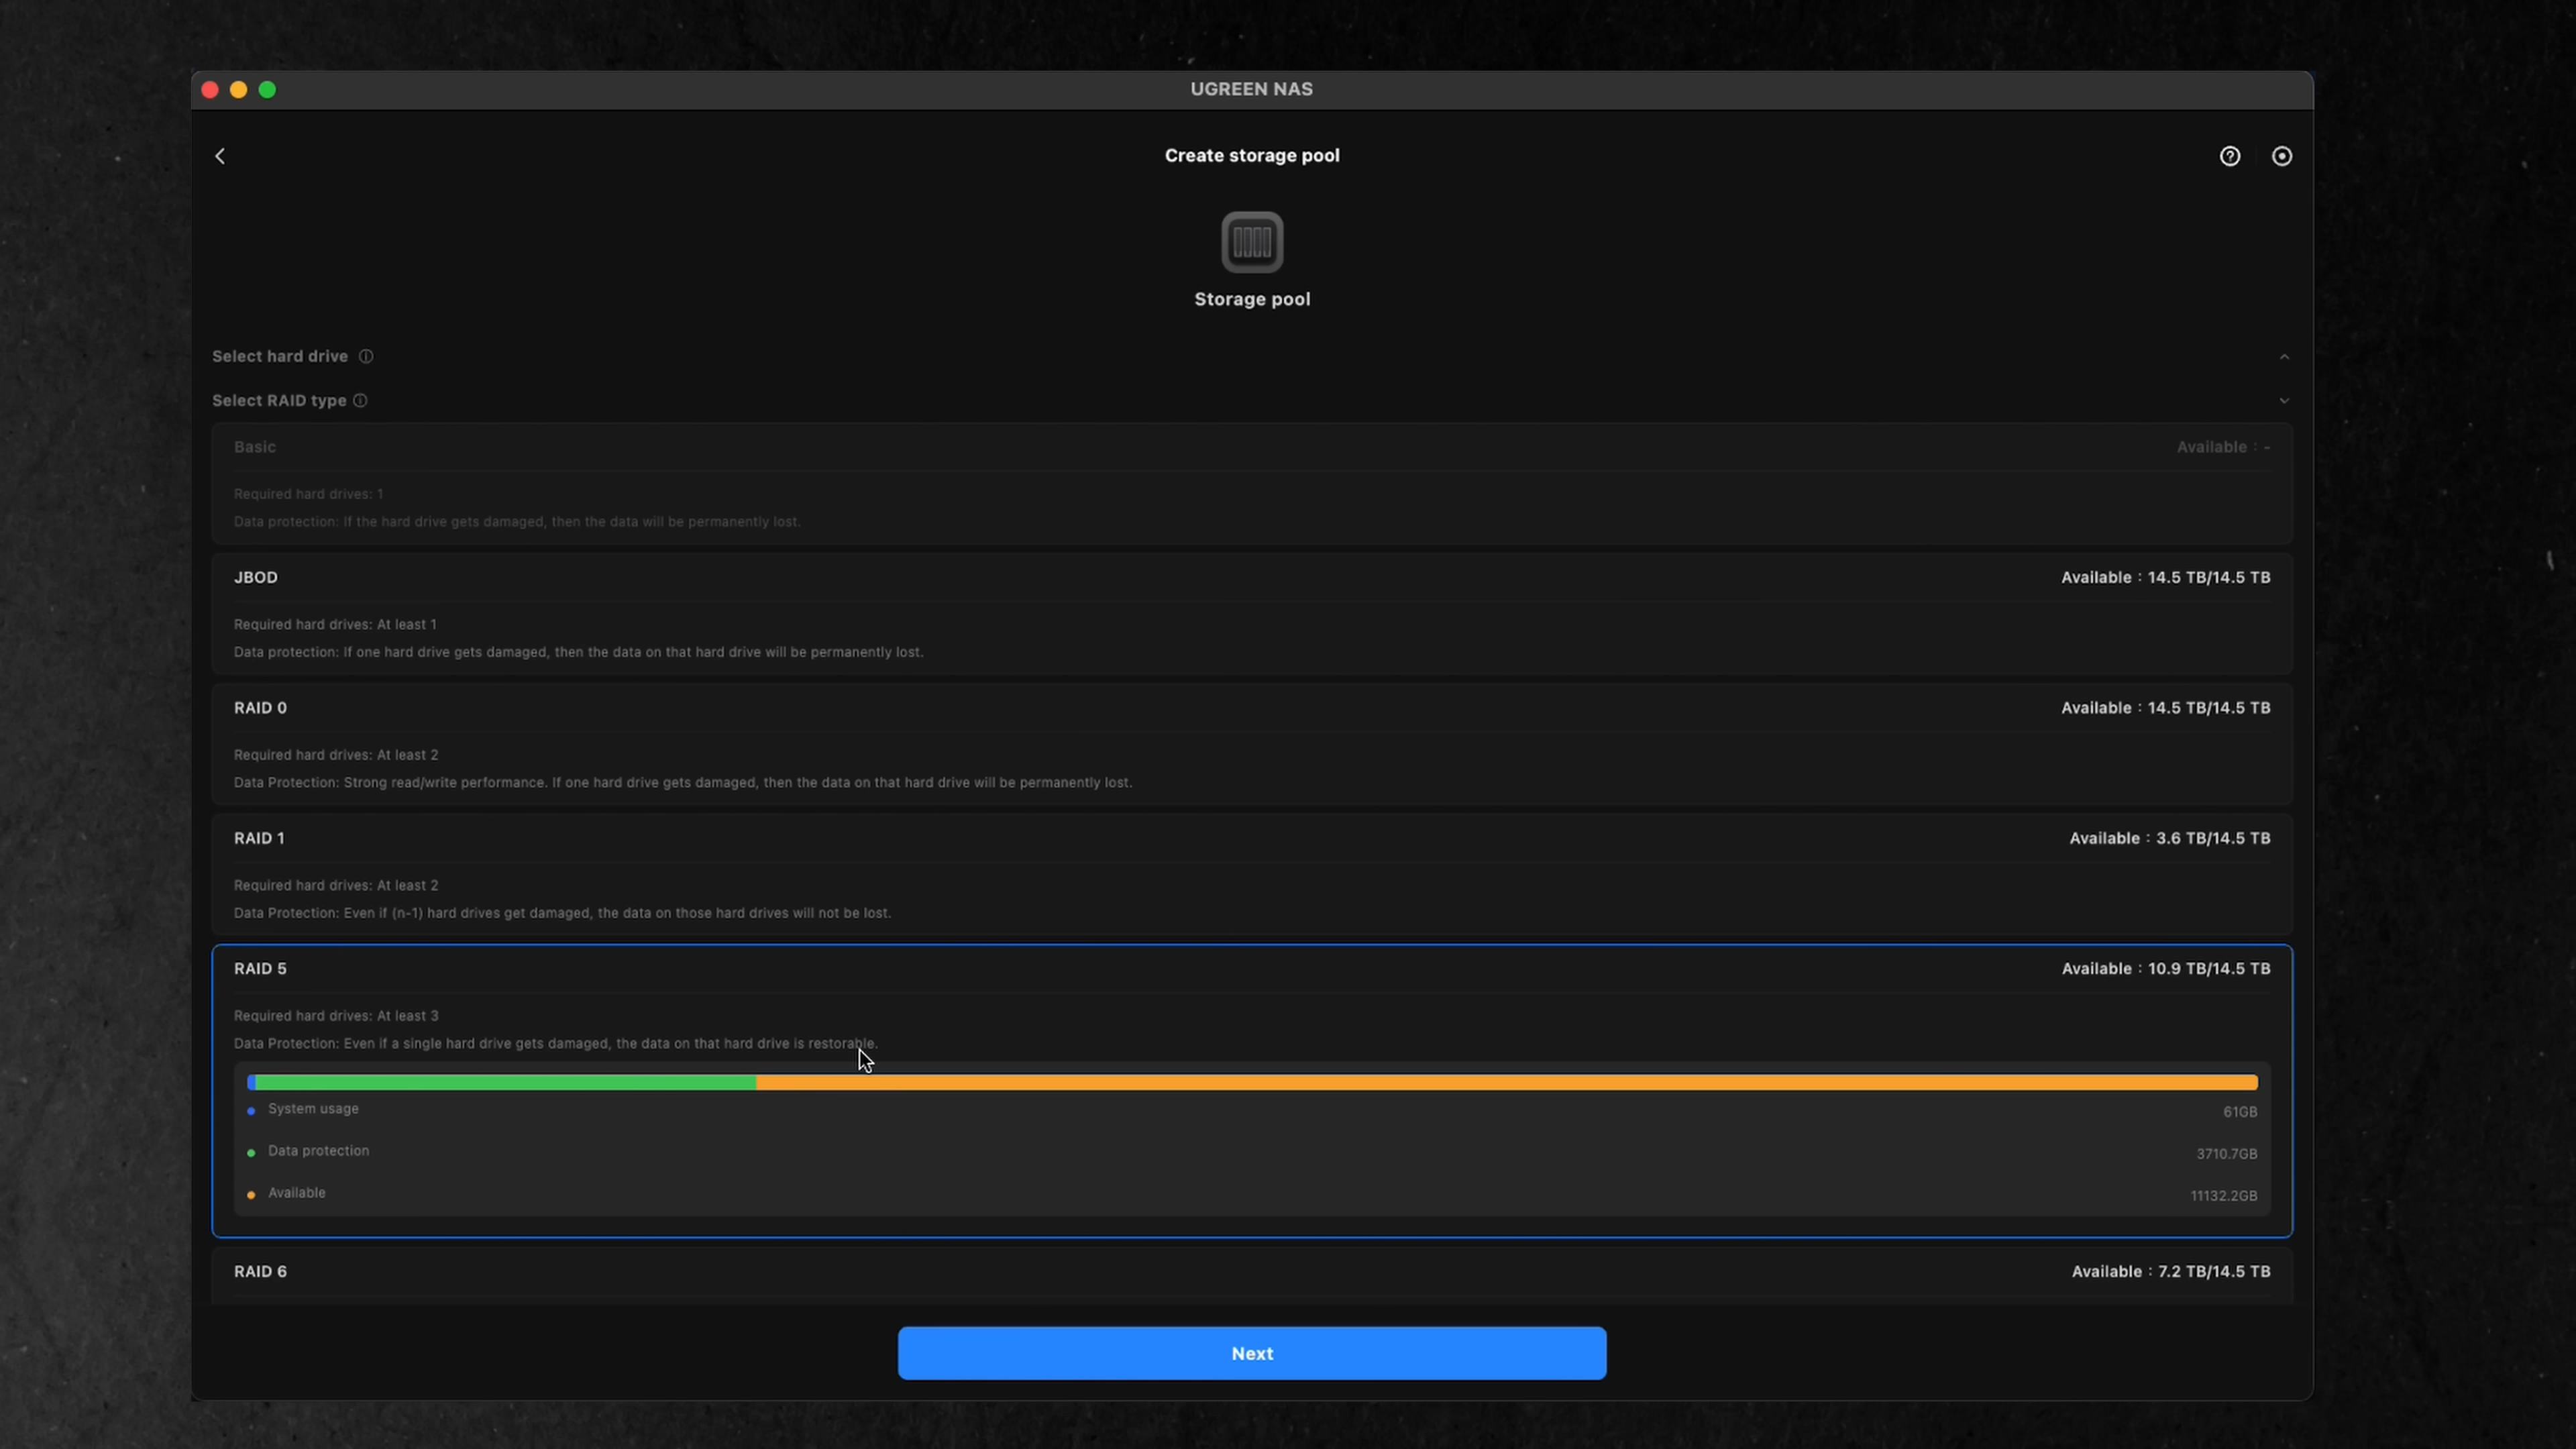 UGREEN NAS
Create storage pool
Storage pool
Select hard drive
Select RAID type
Basic
Available : -
Required hard drives: 1
Data protection: If the hard drive gets damaged, then the data will be permanently lost.
JBOD
Available : 14.5 TB/14.5 TB
Required hard drives: At least 1
Data protection: If one hard drive gets damaged, then the data on that hard drive will be permanently lost.
RAID 0
Available : 14.5 TB/14.5 TB
Required hard drives: At least 2
Data Protection: Strong read/write performance. If one hard drive gets damaged, then the data on that hard drive will be permanently lost.
RAID 1
Available : 3.6 TB/14.5 TB
Required hard drives: At least 2
Data Protection: Even if (n-1) hard drives get damaged, the data on those hard drives will not be lost.
RAID 5
Available : 10.9 TB/14.5 TB
Required hard drives: At least 3
Data Protection: Even if a single hard drive gets damaged, the data on that hard drive is restorable.
System usage
61GB
Data protection
3710.7GB
Available
11132.2GB
RAID 6
Available : 7.2 TB/14.5 TB
Next